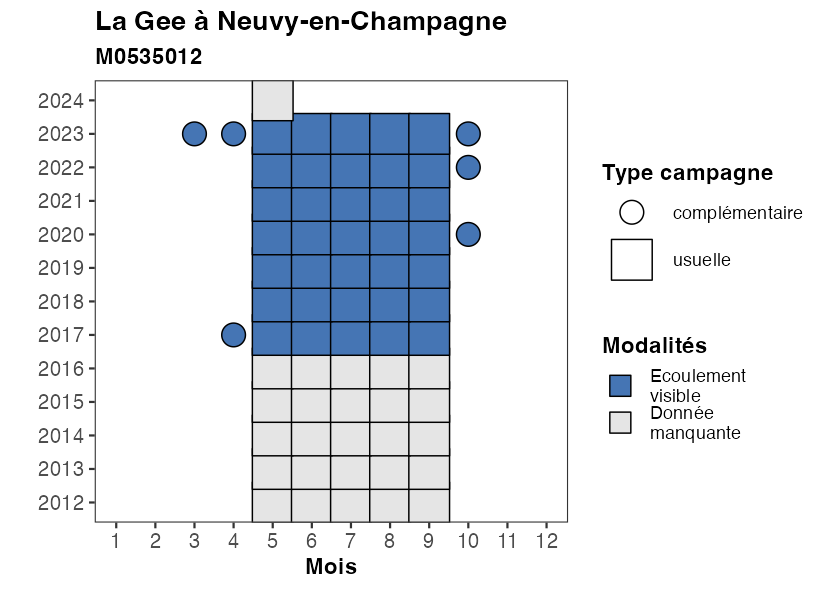 La Gee à Neuvy-en-Champagne
M0535012
2024
2023
2022
2021
2020
2019
2018
2017
2016
2015
2014
2013
2012
1 2 3 4 5 6 7 8 9 10 11 12
Mois
Type campagne
complémentaire
usuelle
Modalités
Ecoulement
visible
Donnée
manquante